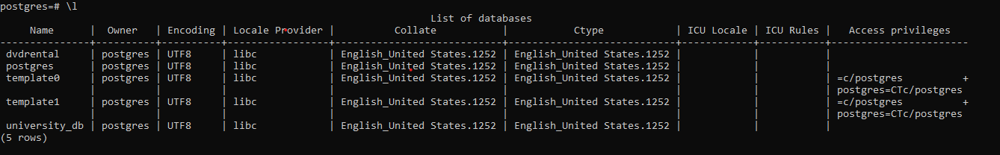 postgres=# \l
                                                                        List of databases
     Name      |  Owner   | Encoding | Locale Provider |          Collate           |           Ctype            | ICU Locale | ICU Rules |   Access privileges
---------------+----------+----------+-----------------+----------------------------+----------------------------+------------+-----------+-----------------------
 dvdrental     | postgres | UTF8     | libc            | English_United States.1252 | English_United States.1252 |            |           |
 postgres      | postgres | UTF8     | libc            | English_United States.1252 | English_United States.1252 |            |           |
 template0     | postgres | UTF8     | libc            | English_United States.1252 | English_United States.1252 |            |           | =c/postgres          +
               |          |          |                 |                            |                            |            |           | postgres=CTc/postgres
 template1     | postgres | UTF8     | libc            | English_United States.1252 | English_United States.1252 |            |           | =c/postgres          +
               |          |          |                 |                            |                            |            |           | postgres=CTc/postgres
 university_db | postgres | UTF8     | libc            | English_United States.1252 | English_United States.1252 |            |           |
(5 rows)